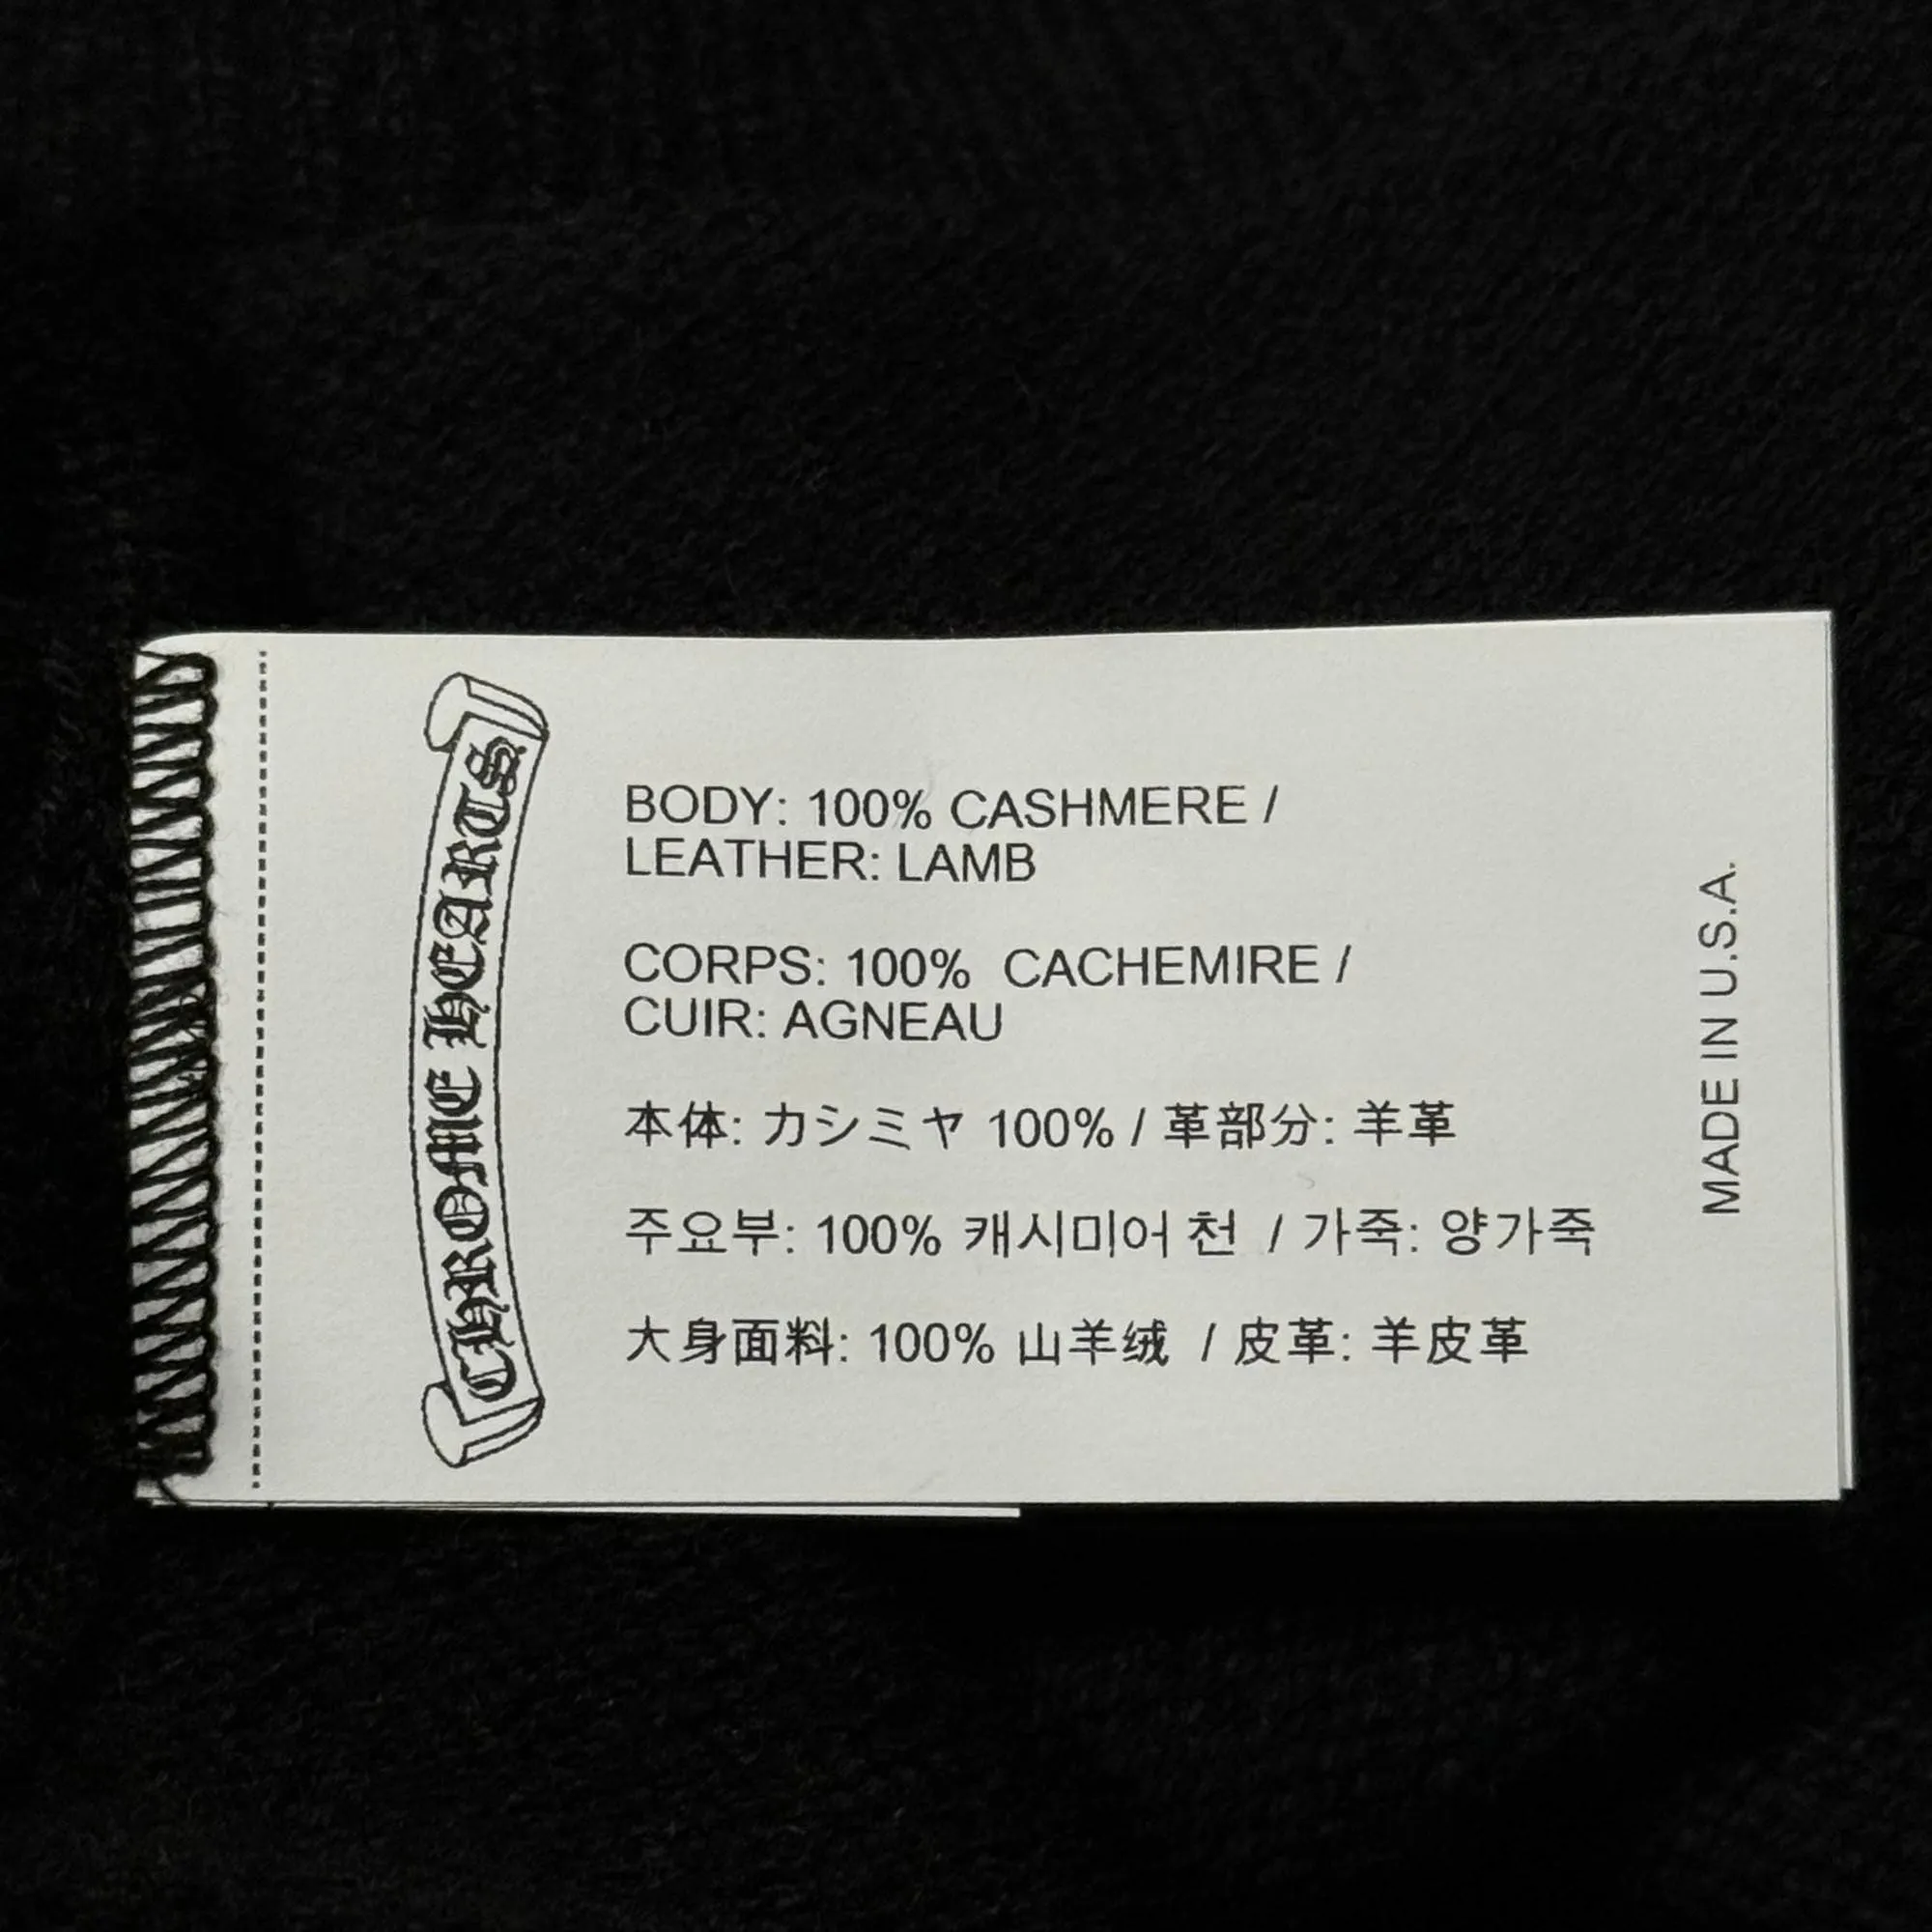 CHROME HEARTS
BODY: 100% CASHMERE /
LEATHER: LAMB
CORPS: 100% CACHEMIRE /
CUIR: AGNEAU
本体: カシミヤ 100% / 革部分: 羊革
주요부: 100% 캐시미어 천 / 가죽: 양가죽
大身面料: 100% 山羊绒 / 皮革: 羊皮革
MADE IN U.S.A.